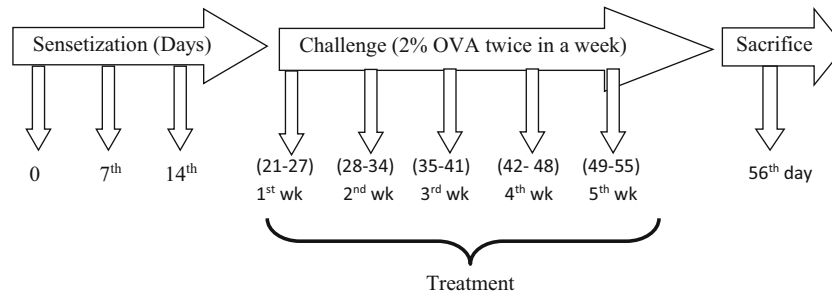 Sensetization (Days)
Challenge (2% OVA twice in a week)
Sacrifice
0
7th
14th
(21-27)
1st wk
(28-34)
2nd wk
(35-41)
3rd wk
(42- 48)
4th wk
(49-55)
5th wk
56th day
Treatment